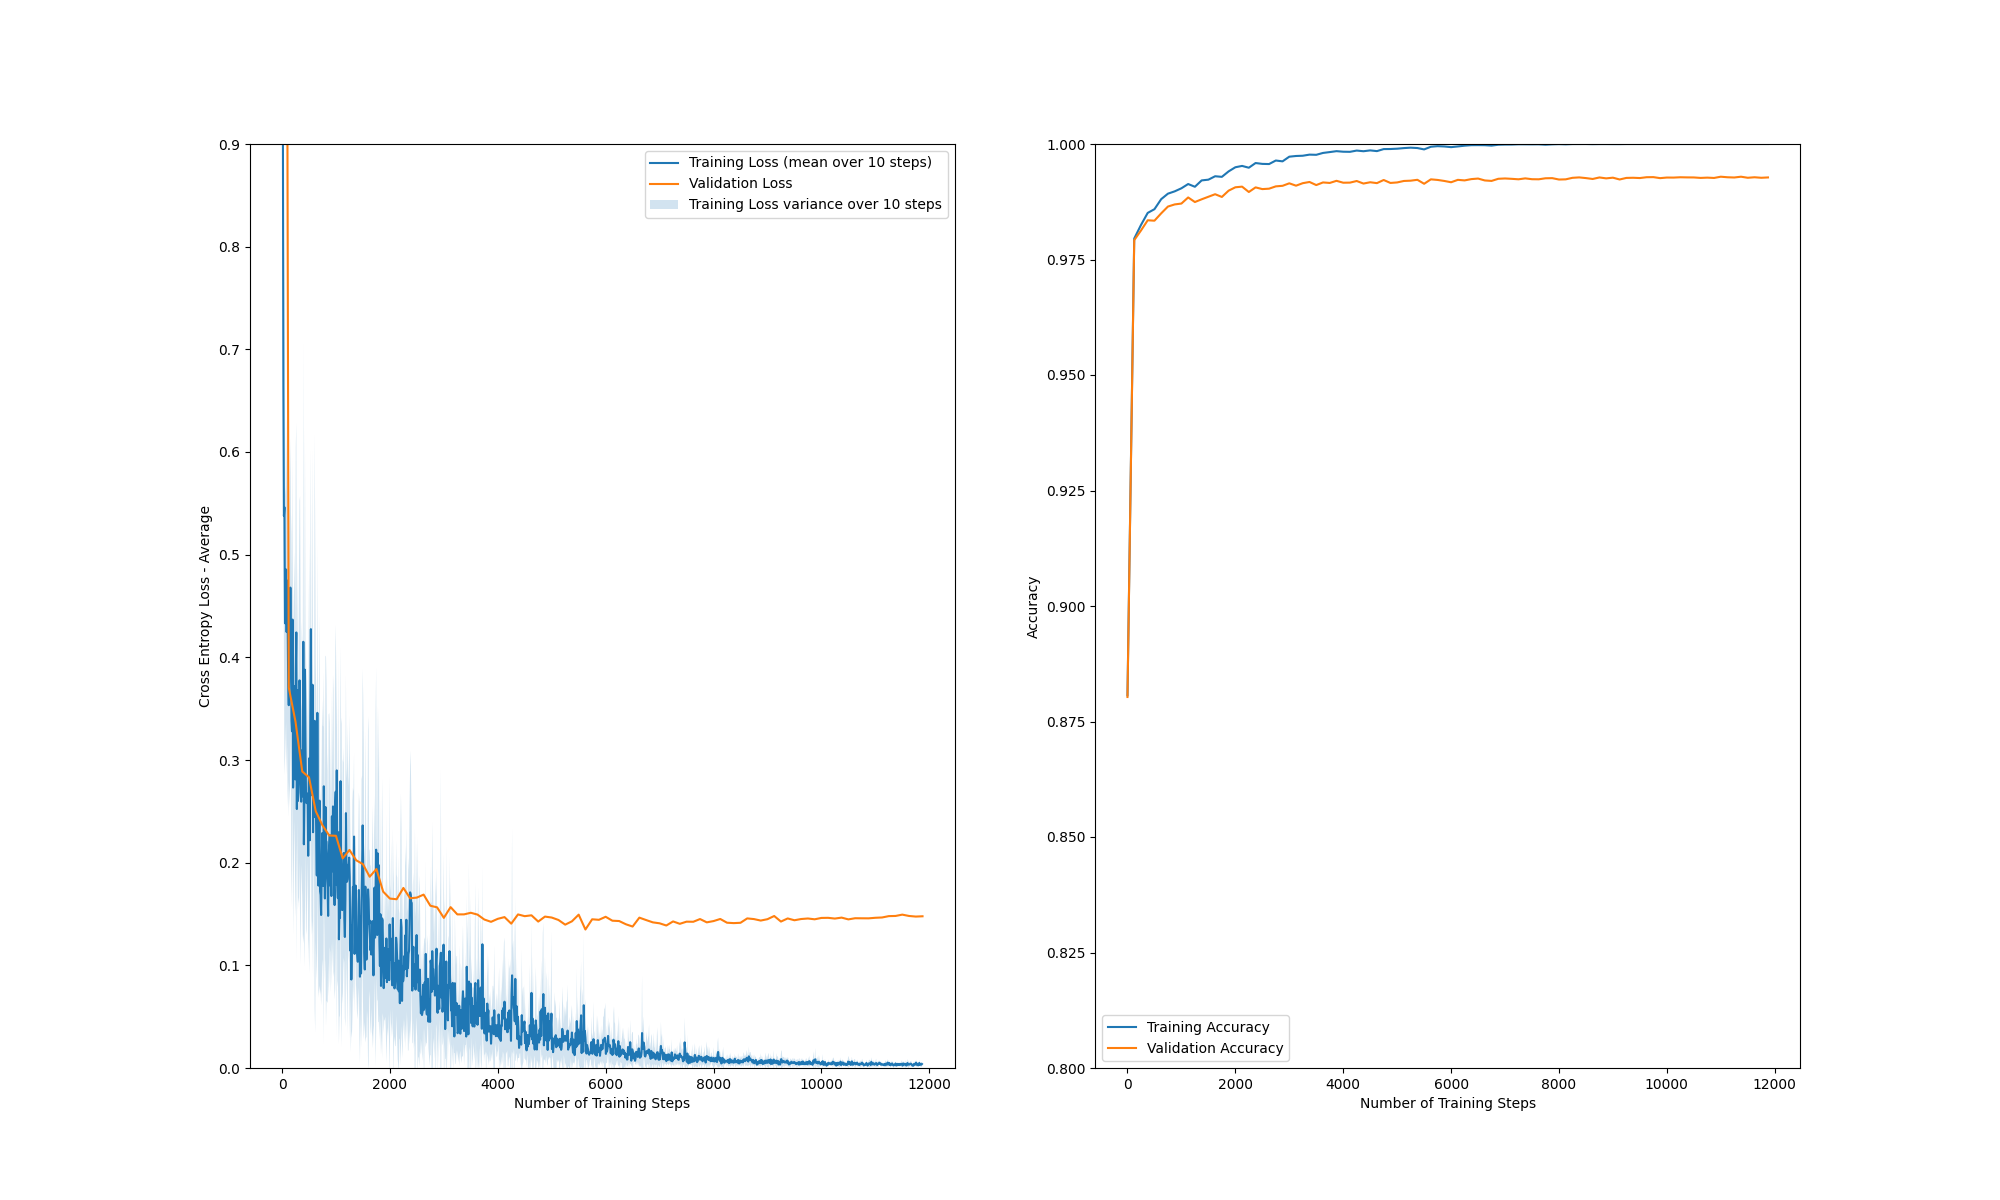 0.9
0.8
0.7
0.6
0.5
0.4
0.3
0.2
0.1
0.0
Cross Entropy Loss - Average
Training Loss (mean over 10 steps)
Validation Loss
Training Loss variance over 10 steps
0 2000 4000 6000 8000 10000 12000
Number of Training Steps
1.000
0.975
0.950
0.925
0.900
0.875
0.850
0.825
0.800
Accuracy
Training Accuracy
Validation Accuracy
0 2000 4000 6000 8000 10000 12000
Number of Training Steps